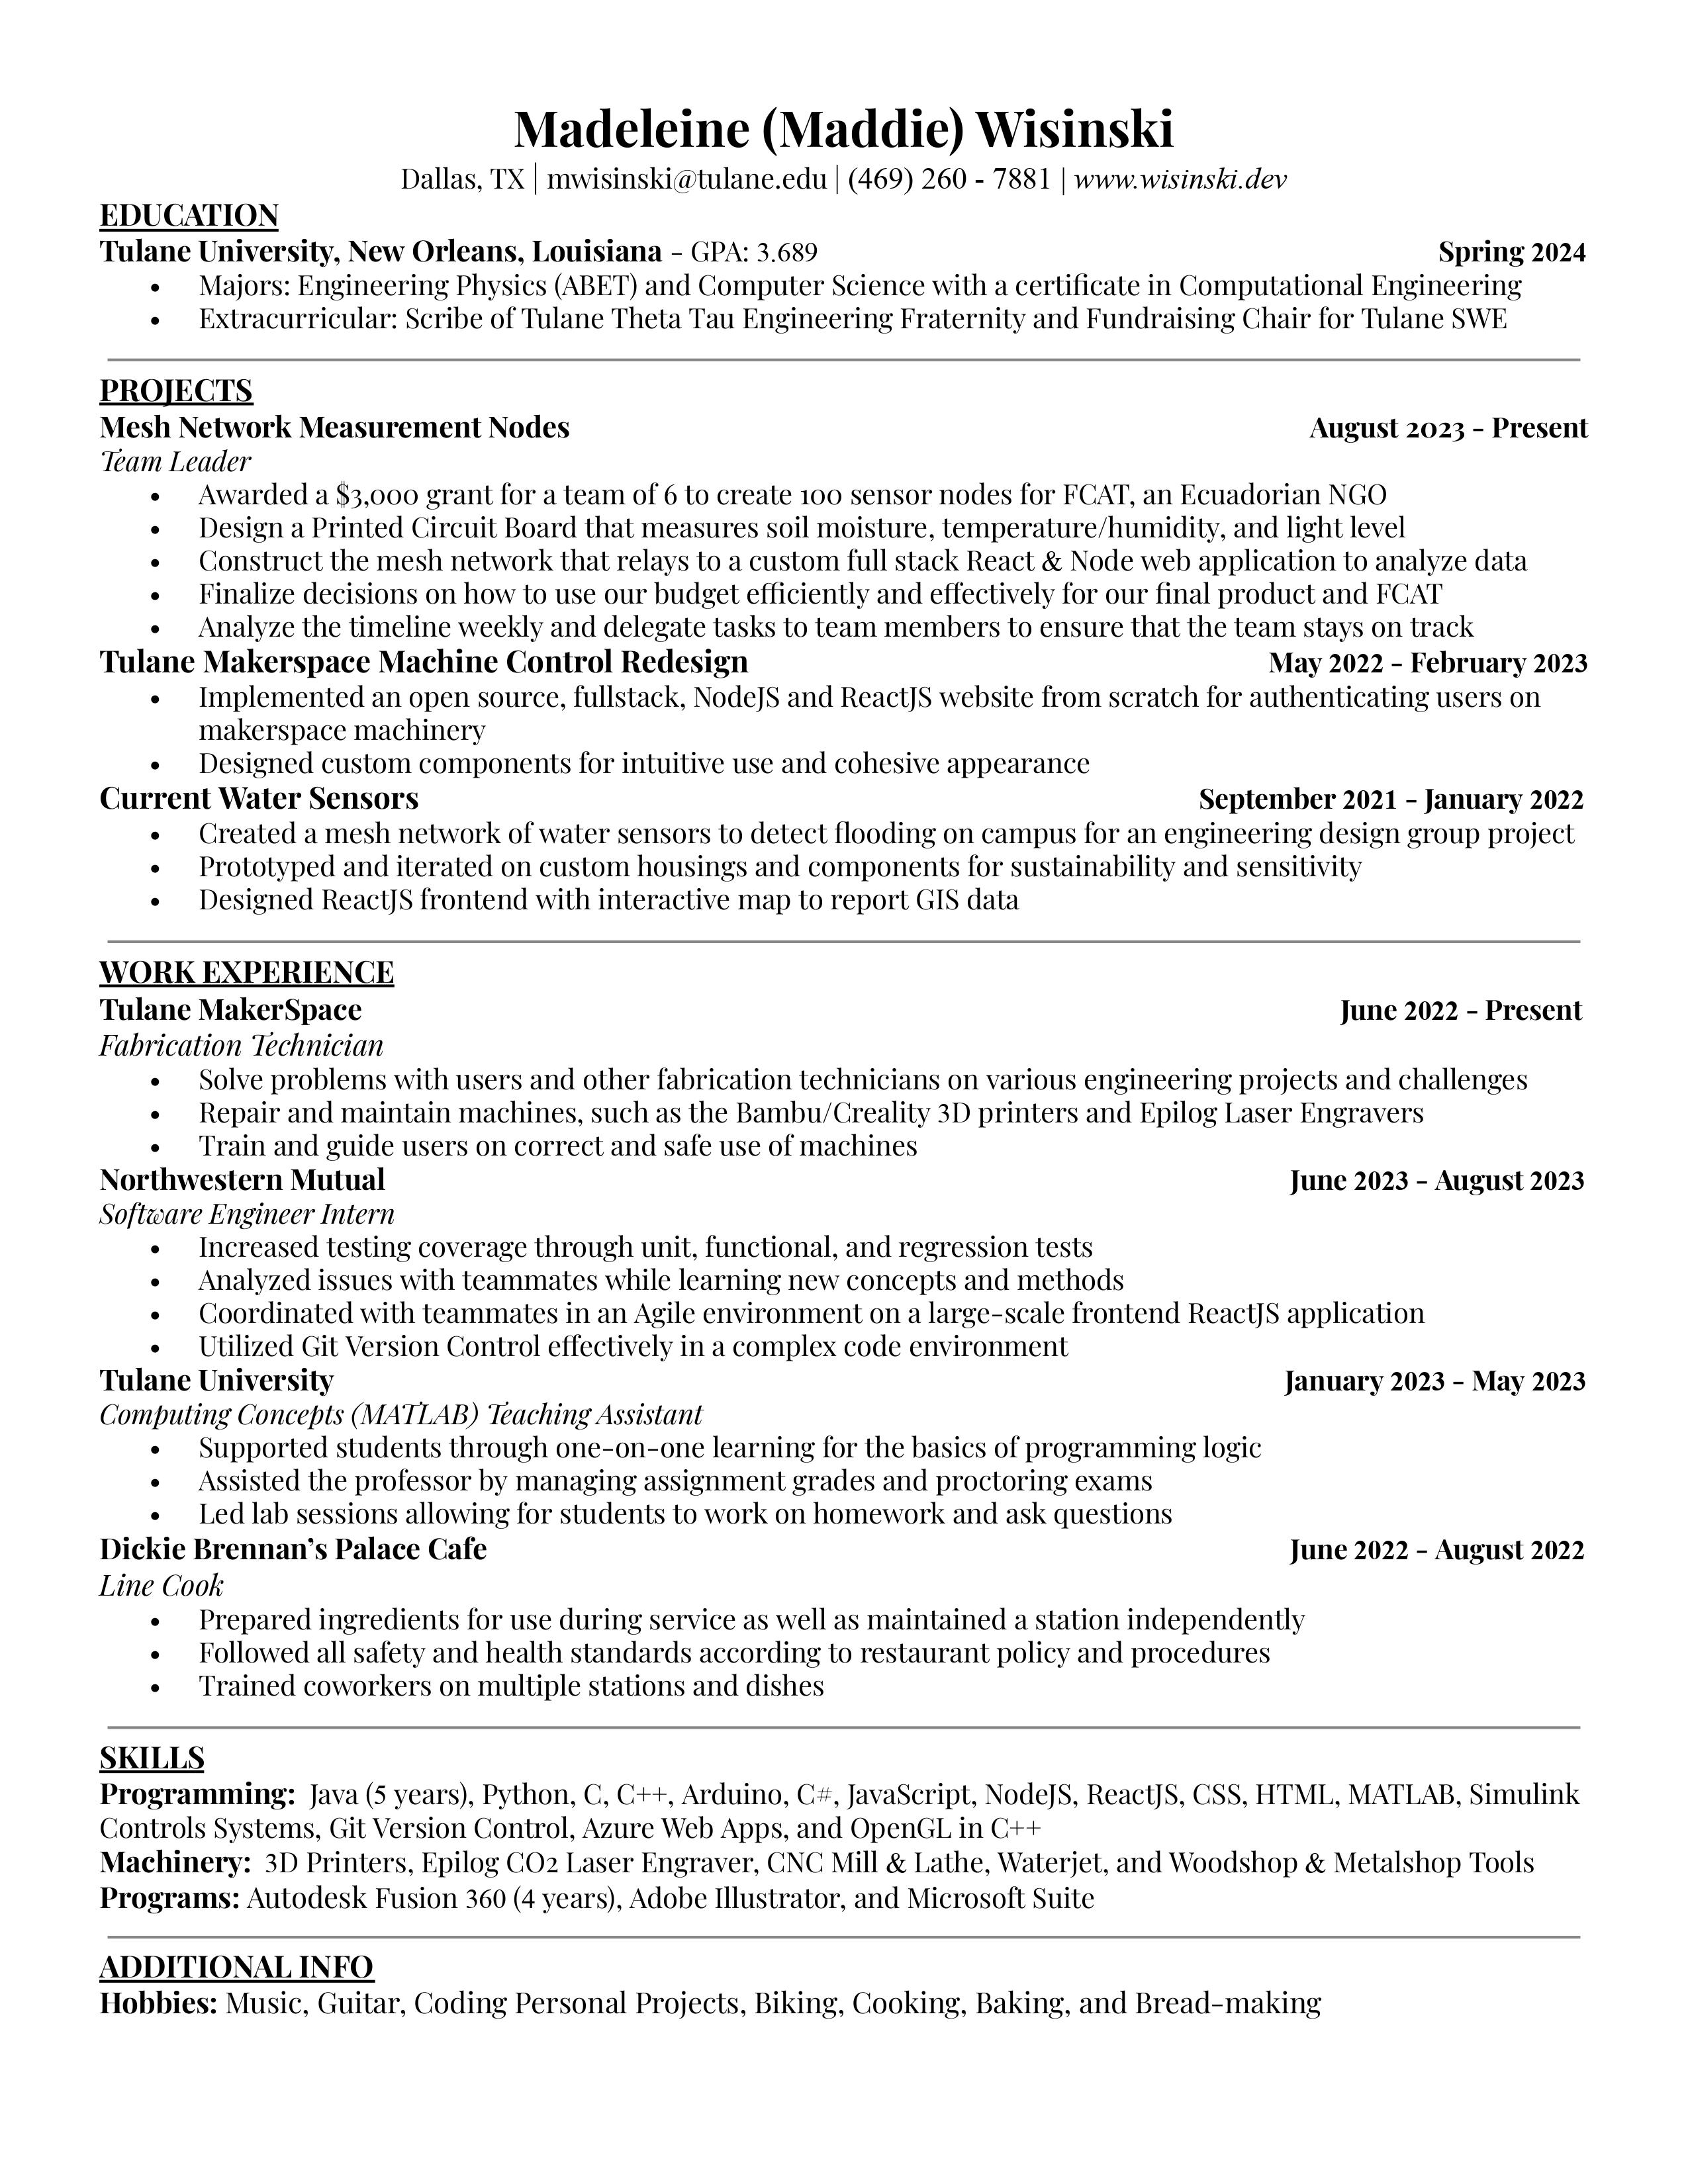 Madeleine (Maddie) Wisinski
Dallas, TX | mwisinski@tulane.edu | (469) 260 - 7881 | www.wisinski.dev
EDUCATION
Tulane University, New Orleans, Louisiana – GPA: 3.689 Spring 2024
• Majors: Engineering Physics (ABET) and Computer Science with a certificate in Computational Engineering
• Extracurricular: Scribe of Tulane Theta Tau Engineering Fraternity and Fundraising Chair for Tulane SWE
PROJECTS
Mesh Network Measurement Nodes August 2023 – Present
Team Leader
• Awarded a $3,000 grant for a team of 6 to create 100 sensor nodes for FCAT, an Ecuadorian NGO
• Design a Printed Circuit Board that measures soil moisture, temperature/humidity, and light level
• Construct the mesh network that relays to a custom full stack React & Node web application to analyze data
• Finalize decisions on how to use our budget efficiently and effectively for our final product and FCAT
• Analyze the timeline weekly and delegate tasks to team members to ensure that the team stays on track
Tulane Makerspace Machine Control Redesign May 2022 – February 2023
• Implemented an open source, fullstack, NodeJS and ReactJS website from scratch for authenticating users on
makerspace machinery
• Designed custom components for intuitive use and cohesive appearance
Current Water Sensors September 2021 – January 2022
• Created a mesh network of water sensors to detect flooding on campus for an engineering design group project
• Prototyped and iterated on custom housings and components for sustainability and sensitivity
• Designed ReactJS frontend with interactive map to report GIS data
WORK EXPERIENCE
Tulane MakerSpace June 2022 – Present
Fabrication Technician
• Solve problems with users and other fabrication technicians on various engineering projects and challenges
• Repair and maintain machines, such as the Bambu/Creality 3D printers and Epilog Laser Engravers
• Train and guide users on correct and safe use of machines
Northwestern Mutual June 2023 – August 2023
Software Engineer Intern
• Increased testing coverage through unit, functional, and regression tests
• Analyzed issues with teammates while learning new concepts and methods
• Coordinated with teammates in an Agile environment on a large-scale frontend ReactJS application
• Utilized Git Version Control effectively in a complex code environment
Tulane University January 2023 – May 2023
Computing Concepts (MATLAB) Teaching Assistant
• Supported students through one-on-one learning for the basics of programming logic
• Assisted the professor by managing assignment grades and proctoring exams
• Led lab sessions allowing for students to work on homework and ask questions
Dickie Brennan’s Palace Cafe June 2022 – August 2022
Line Cook
• Prepared ingredients for use during service as well as maintained a station independently
• Followed all safety and health standards according to restaurant policy and procedures
• Trained coworkers on multiple stations and dishes
SKILLS
Programming: Java (5 years), Python, C, C++, Arduino, C#, JavaScript, NodeJS, ReactJS, CSS, HTML, MATLAB, Simulink
Controls Systems, Git Version Control, Azure Web Apps, and OpenGL in C++
Machinery: 3D Printers, Epilog CO2 Laser Engraver, CNC Mill & Lathe, Waterjet, and Woodshop & Metalshop Tools
Programs: Autodesk Fusion 360 (4 years), Adobe Illustrator, and Microsoft Suite
ADDITIONAL INFO
Hobbies: Music, Guitar, Coding Personal Projects, Biking, Cooking, Baking, and Bread-making